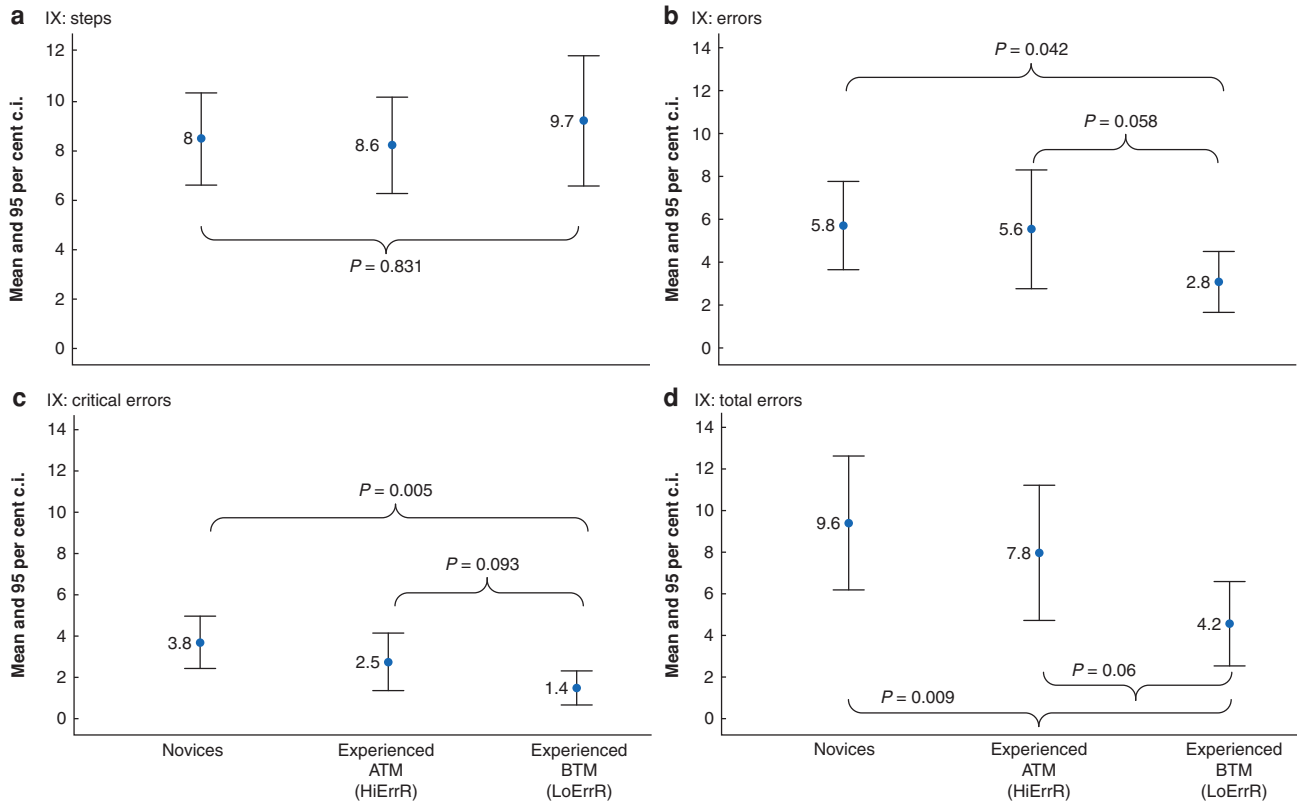 a IX: steps
Mean and 95 per cent c.i.
12
10
8
6
4
2
0
8
8.6
9.7
P = 0.831
b IX: errors
Mean and 95 per cent c.i.
14
12
10
8
6
4
2
0
P = 0.042
P = 0.058
5.8
5.6
2.8
c IX: critical errors
Mean and 95 per cent c.i.
14
12
10
8
6
4
2
0
P = 0.005
P = 0.093
3.8
2.5
1.4
Novices
Experienced
ATM
(HiErrR)
Experienced
BTM
(LoErrR)
d IX: total errors
Mean and 95 per cent c.i.
14
12
10
8
6
4
2
0
9.6
7.8
4.2
P = 0.06
P = 0.009
Novices
Experienced
ATM
(HiErrR)
Experienced
BTM
(LoErrR)